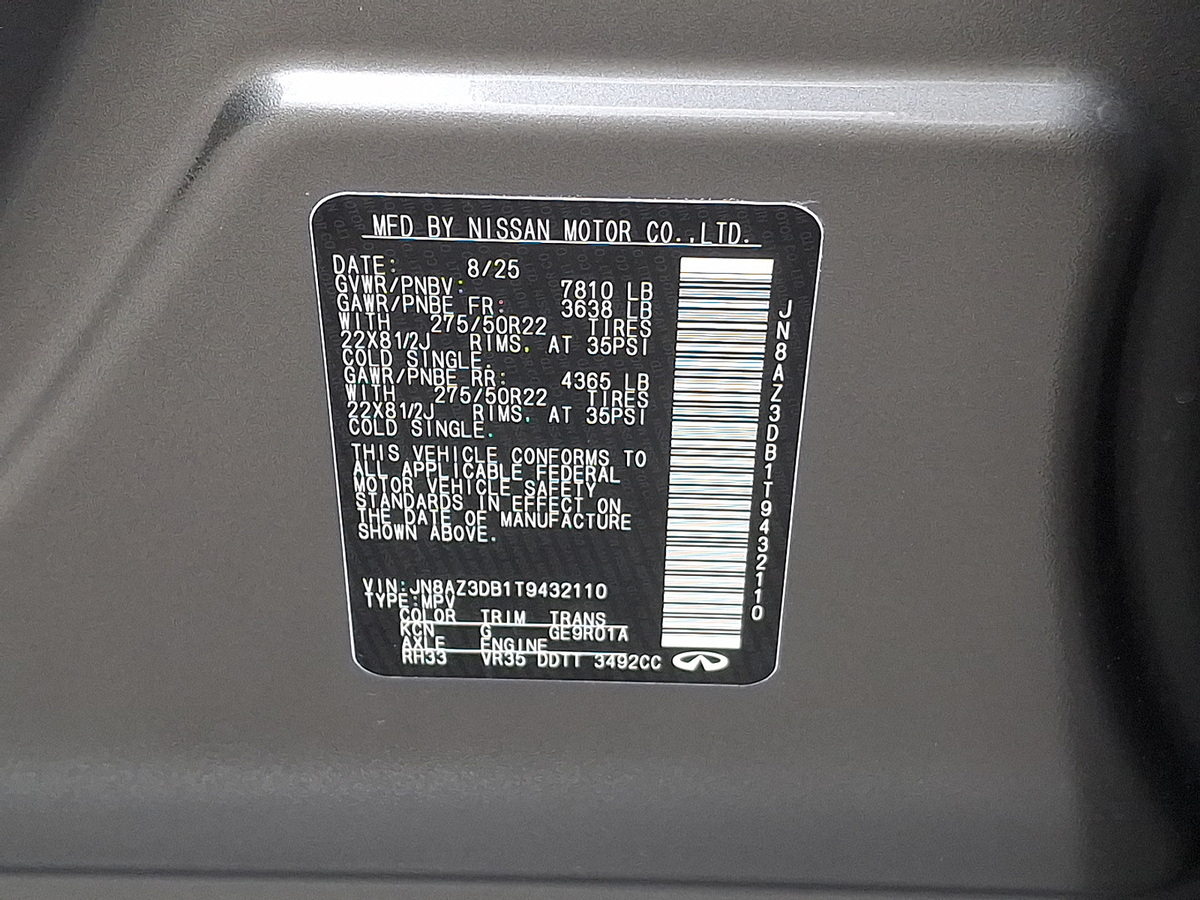 MFD BY NISSAN MOTOR CO.,LTD.
DATE: 8/25
GVWR/PNBV: 7810 LB
GAWR/PNBE FR: 3638 LB
WITH 275/50R22 TIRES
22X81/2J RIMS. AT 35PSI
COLD SINGLE.
GAWR/PNBE RR: 4365 LB
WITH 275/50R22 TIRES
22X81/2J RIMS. AT 35PSI
COLD SINGLE.
THIS VEHICLE CONFORMS TO
ALL APPLICABLE FEDERAL
MOTOR VEHICLE SAFETY
STANDARDS IN EFFECT ON
THE DATE OF MANUFACTURE
SHOWN ABOVE.
VIN:JN8AZ3DB1T9432110
TYPE:MPV
COLOR TRIM TRANS
KCN G GE9R01A
AXLE ENGINE
RH33 VR35 DDTT 3492CC
JN8AZ3DB1T9432110